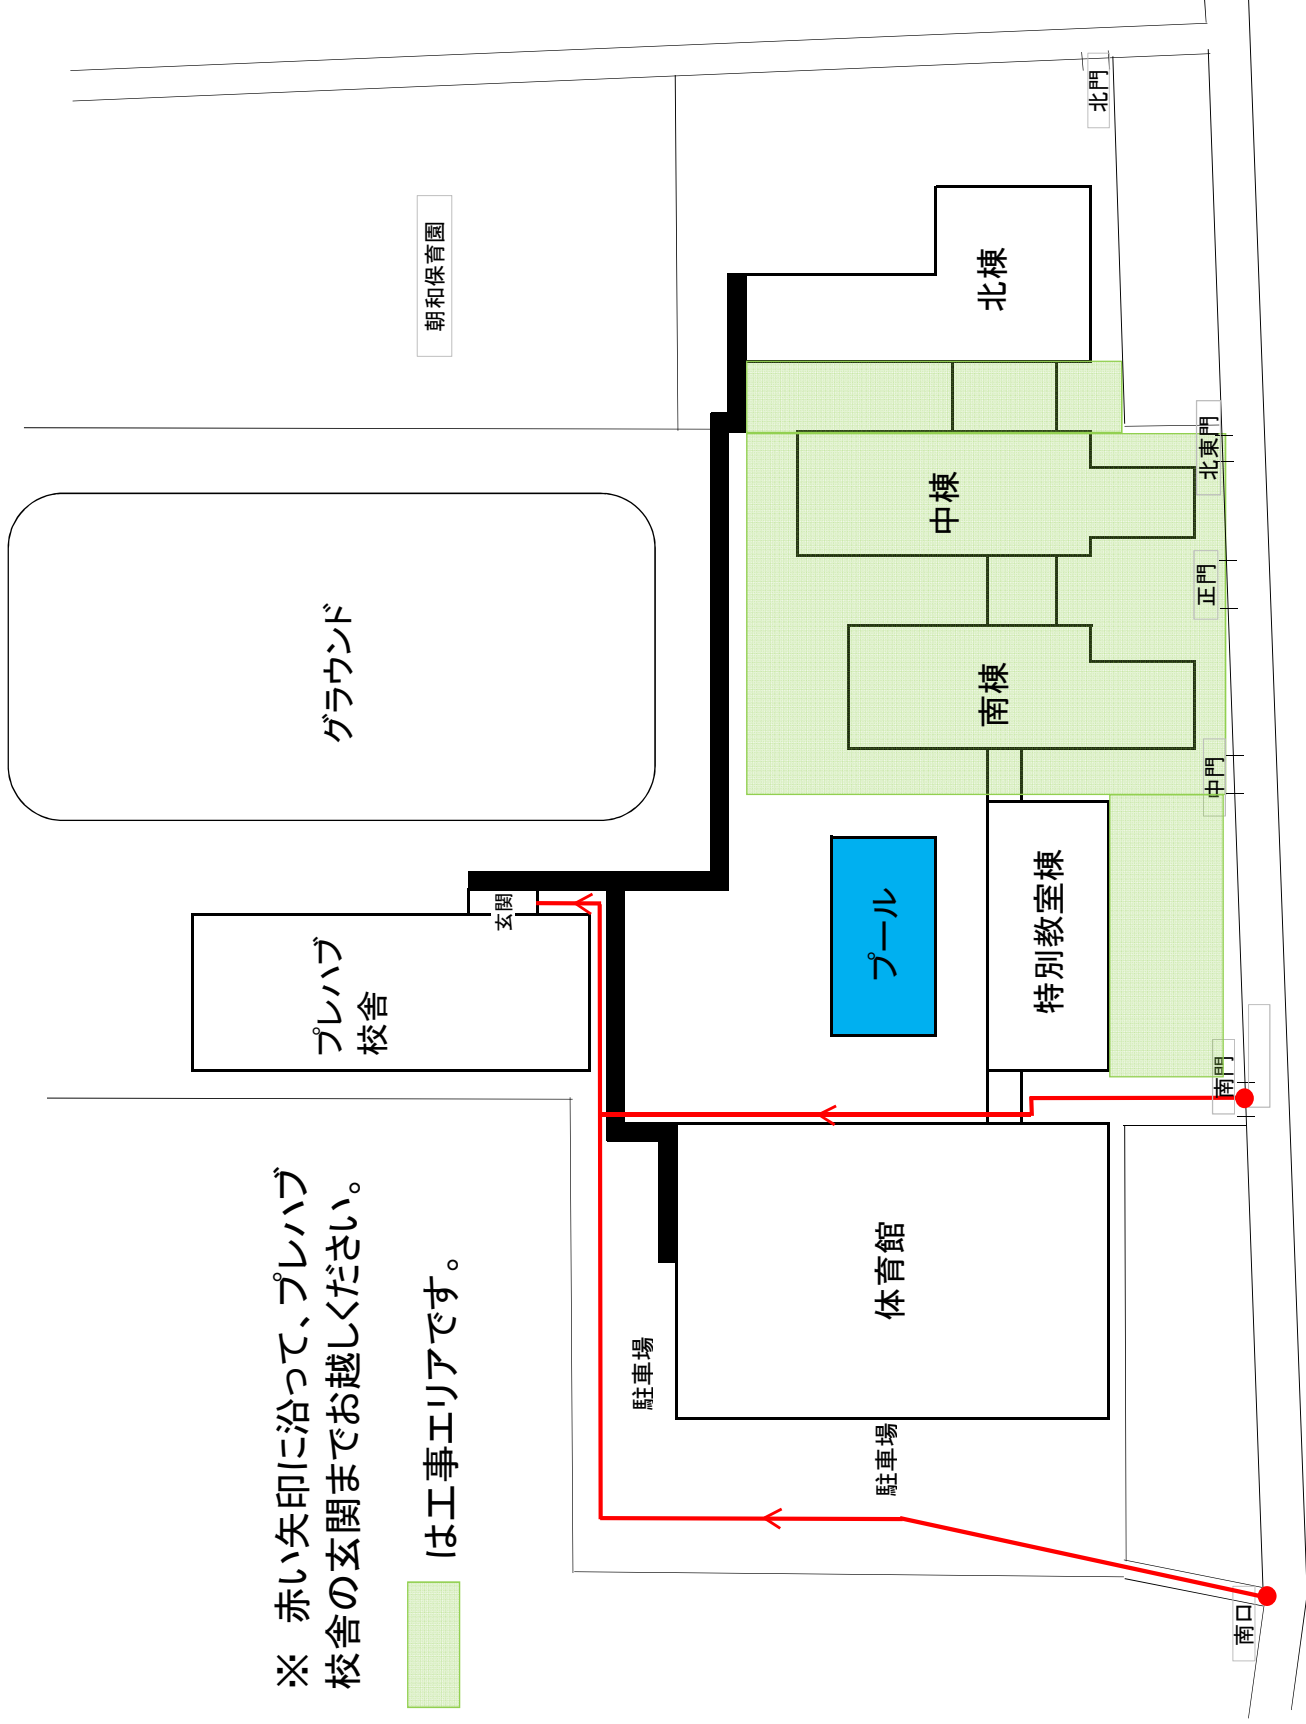 ※ 赤い矢印に沿って、プレハブ
校舎の玄関までお越しください。
は工事エリアです。
グラウンド
朝和保育園
プレハブ
校舎
玄関
駐車場
体育館
駐車場
プール
特別教室棟
南棟
中棟
北棟
南口
南門
中門
正門
北東門
北門